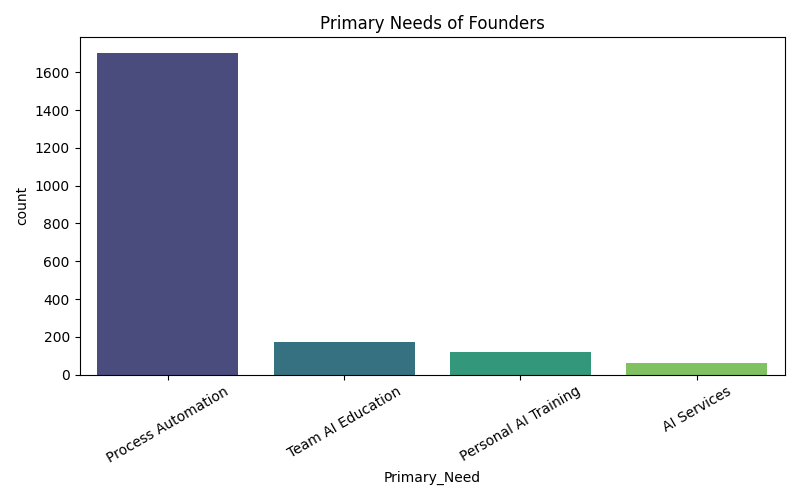 Primary Needs of Founders
count
1600
1400
1200
1000
800
600
400
200
0
Process Automation
Team AI Education
Personal AI Training
AI Services
Primary_Need